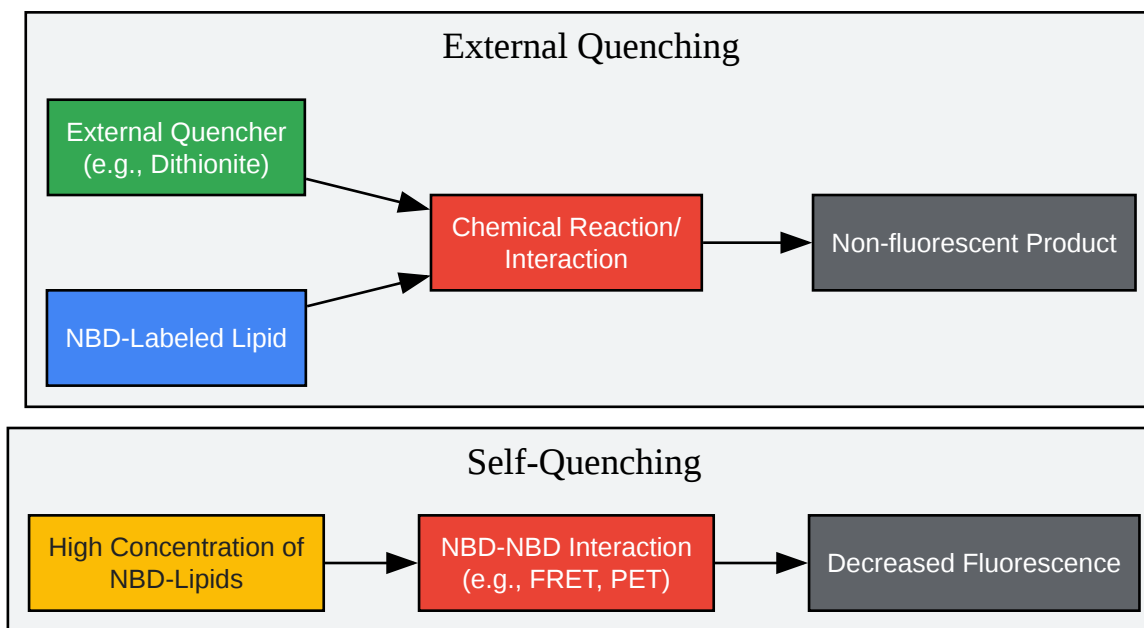 External Quenching
External Quencher
(e.g., Dithionite)
Chemical Reaction/
Interaction
Non-fluorescent Product
NBD-Labeled Lipid
Self-Quenching
High Concentration of
NBD-Lipids
NBD-NBD Interaction
(e.g., FRET, PET)
Decreased Fluorescence